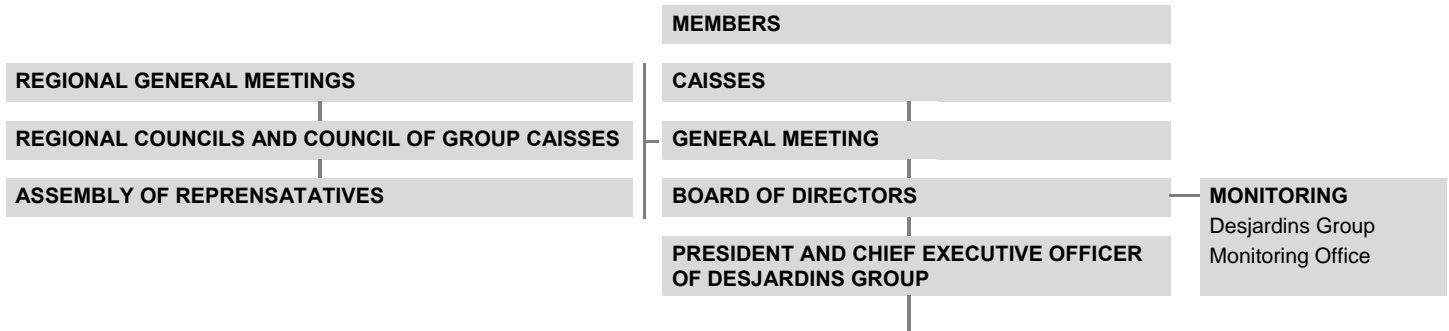 MEMBERS
REGIONAL GENERAL MEETINGS
CAISSES
REGIONAL COUNCILS AND COUNCIL OF GROUP CAISSES
GENERAL MEETING
ASSEMBLY OF REPRENSATATIVES
BOARD OF DIRECTORS
MONITORING
Desjardins Group
Monitoring Office
PRESIDENT AND CHIEF EXECUTIVE OFFICER
OF DESJARDINS GROUP